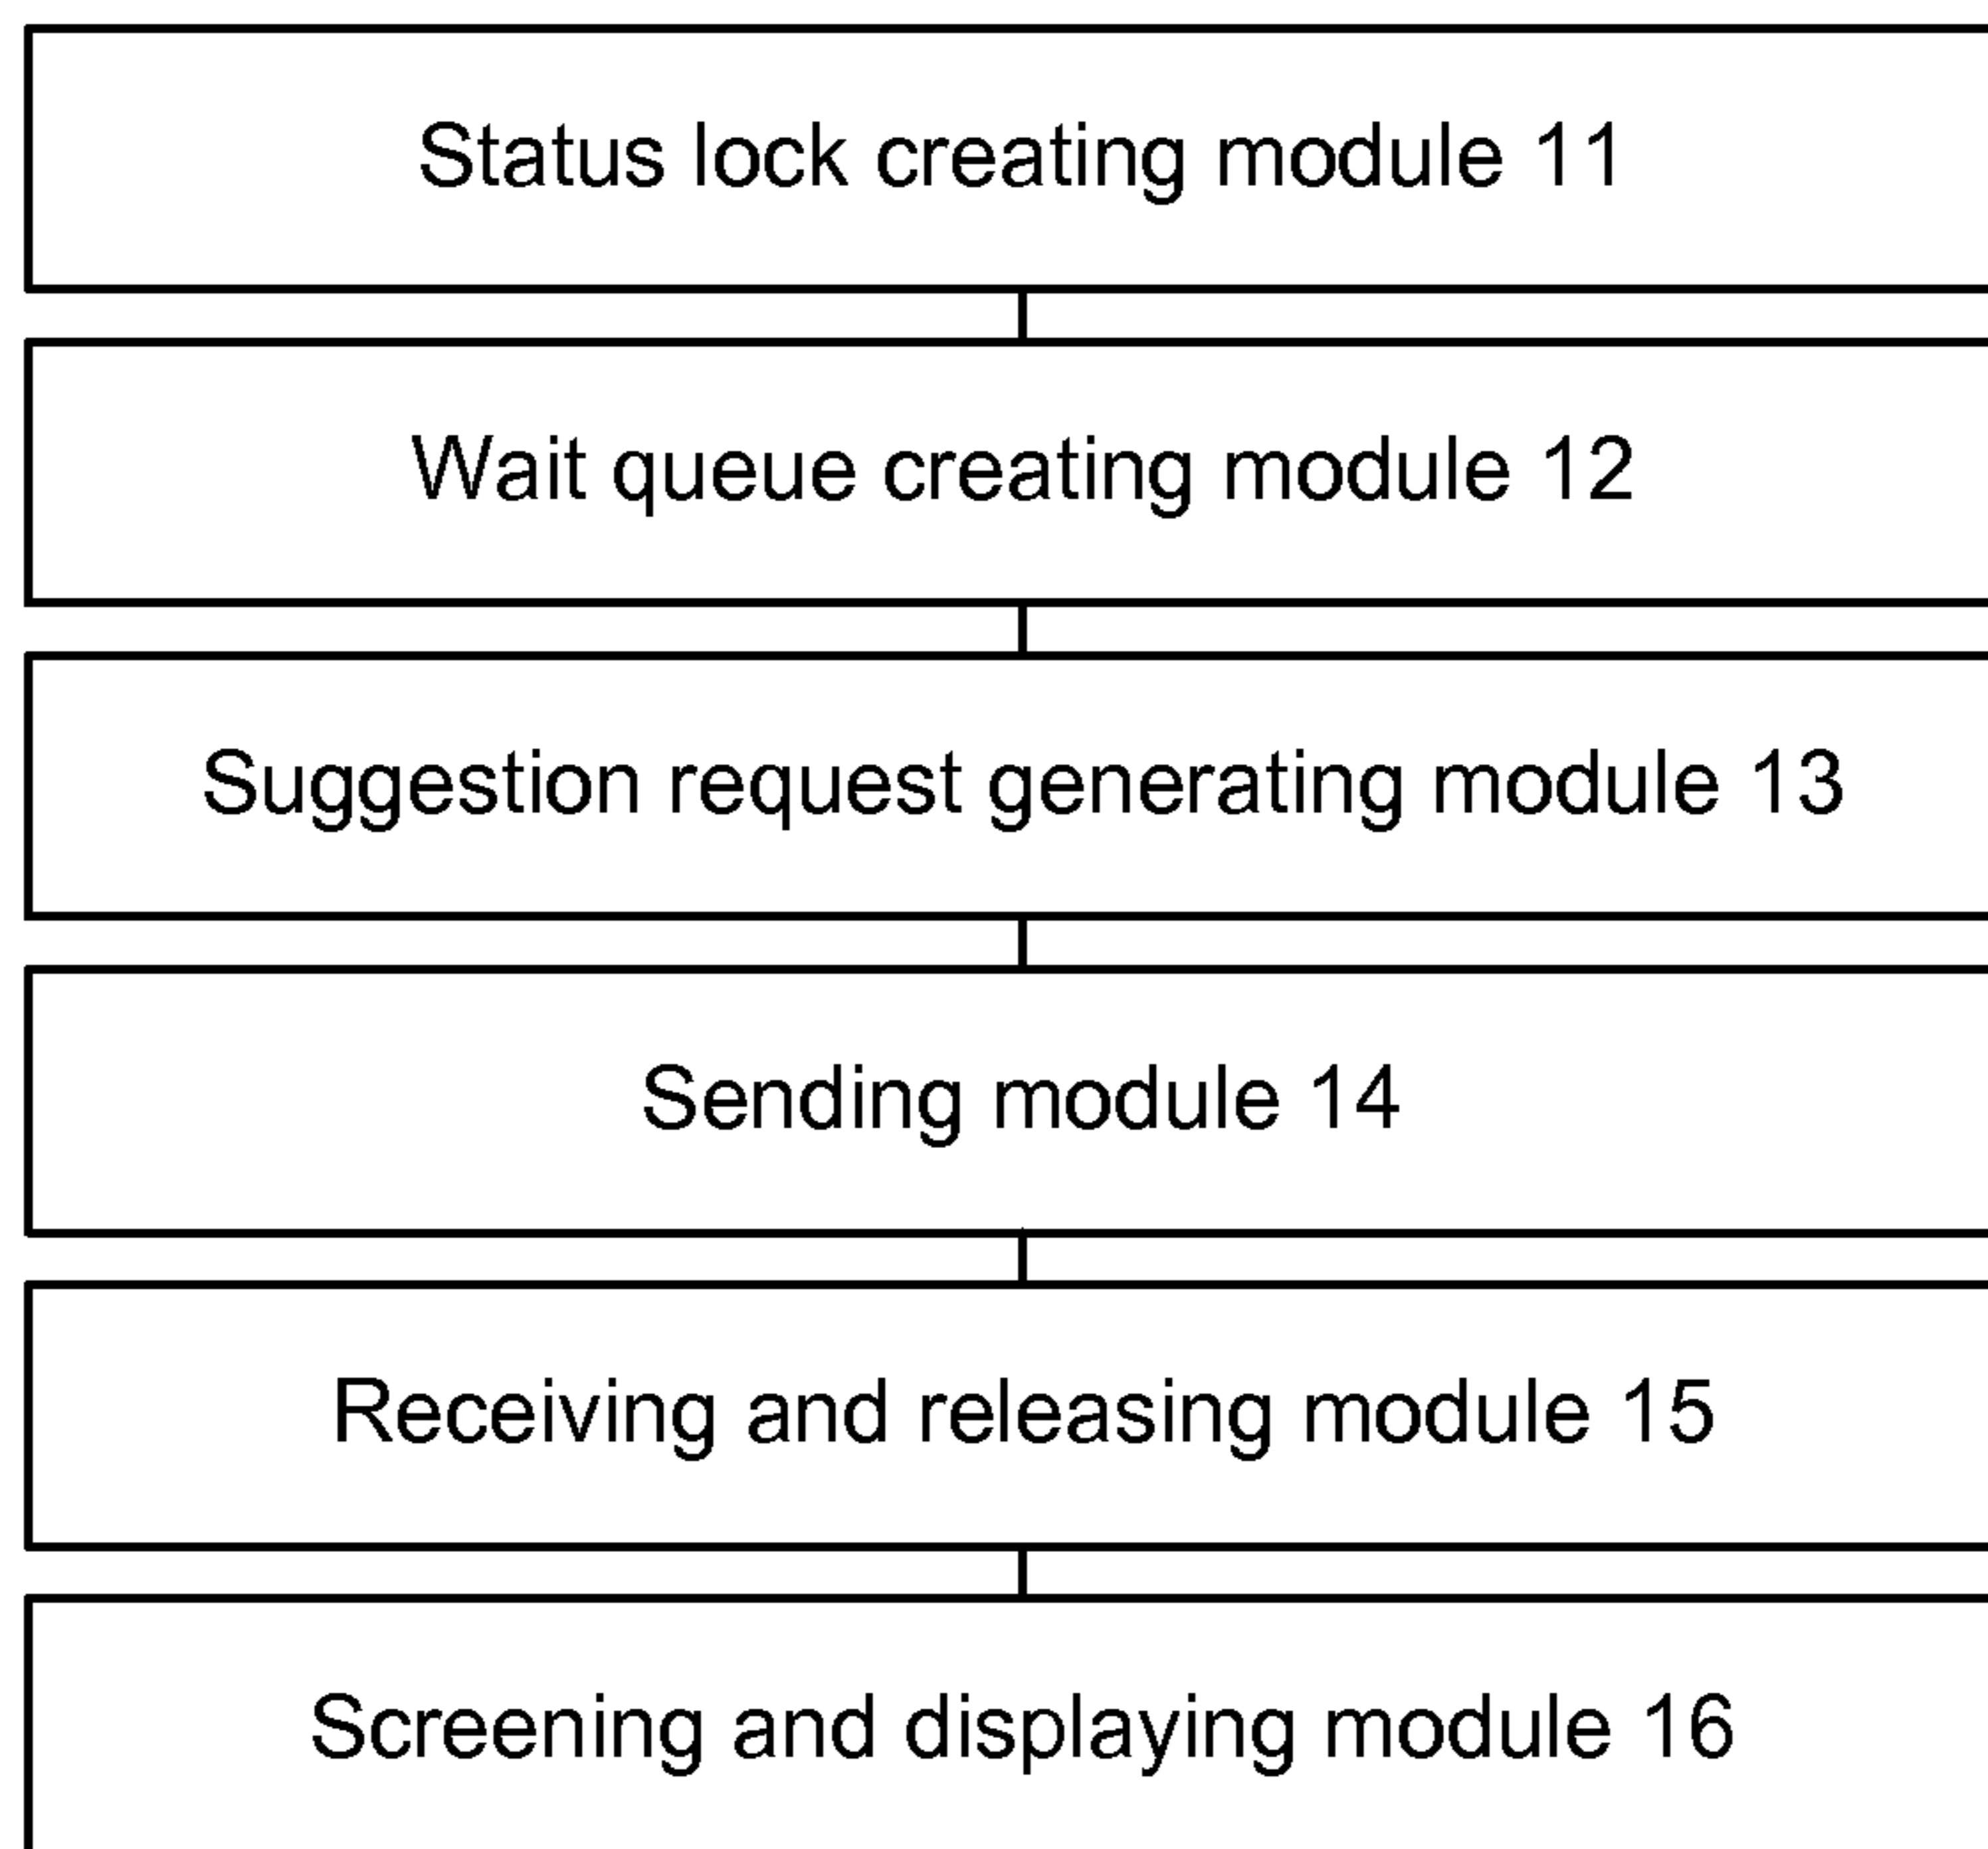 Status lock creating module 11
Wait queue creating module 12
Suggestion request generating module 13
Sending module 14
Receiving and releasing module 15
Screening and displaying module 16